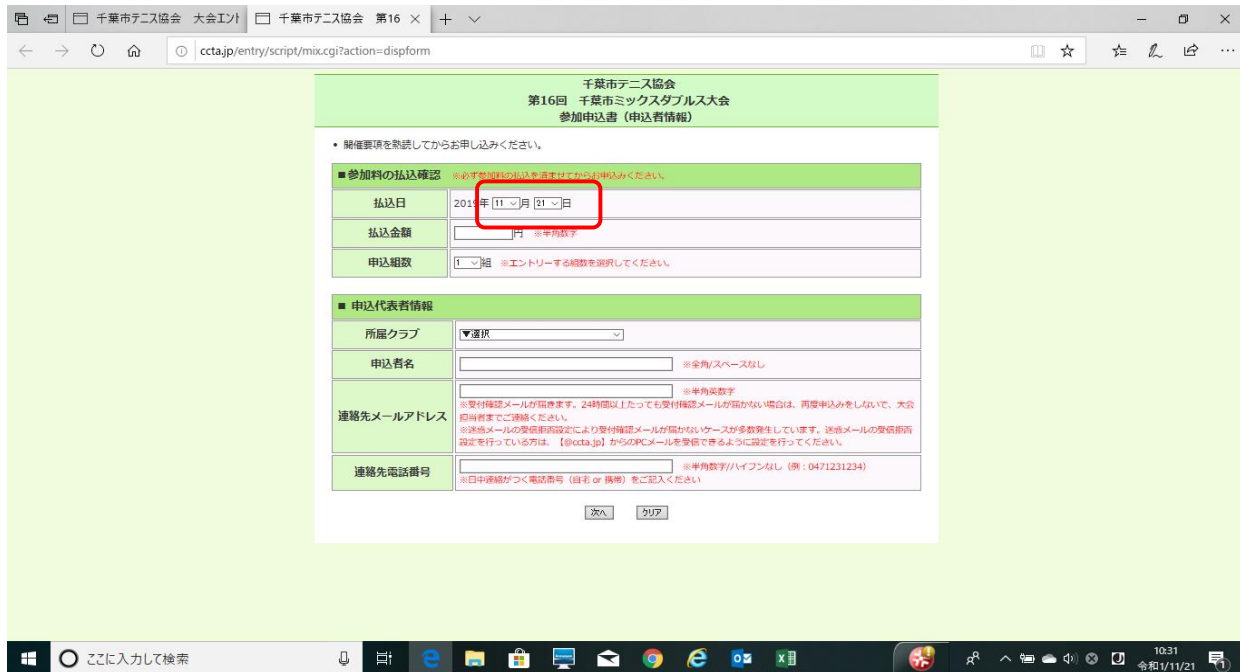 千葉市テニス協会 大会エント
千葉市テニス協会 第16
ccta.jp/entry/script/mix.cgi?action=dispform
千葉市テニス協会
第16回 千葉市ミックスダブルス大会
参加申込書（申込者情報）
• 開催要項を熟読してからお申し込みください。
■参加料の払込確認 ※必ず参加料の払込を済ませてからお申込みください。
払込日 2019年 11 月 21 日
払込金額 円 ※半角数字
申込組数 1 組 ※エントリーする組数を選択してください。
■ 申込代表者情報
所属クラブ ▼選択
申込者名 ※全角/スペースなし
連絡先メールアドレス ※半角英数字
※受付確認メールが届きます。24時間以上たっても受付確認メールが届かない場合は、再度申込みをしないで、大会
担当者までご連絡ください。
※迷惑メールの受信拒否設定により受付確認メールが届かないケースが多数発生しています。迷惑メールの受信拒否
設定を行っている方は、【@ccta.jp】からのPCメールを受信できるように設定を行ってください。
連絡先電話番号 ※半角数字/ハイフンなし（例：0471231234）
※日中連絡がつく電話番号（自宅 or 携帯）をご記入ください
次へ クリア
ここに入力して検索
10:31
令和1/11/21